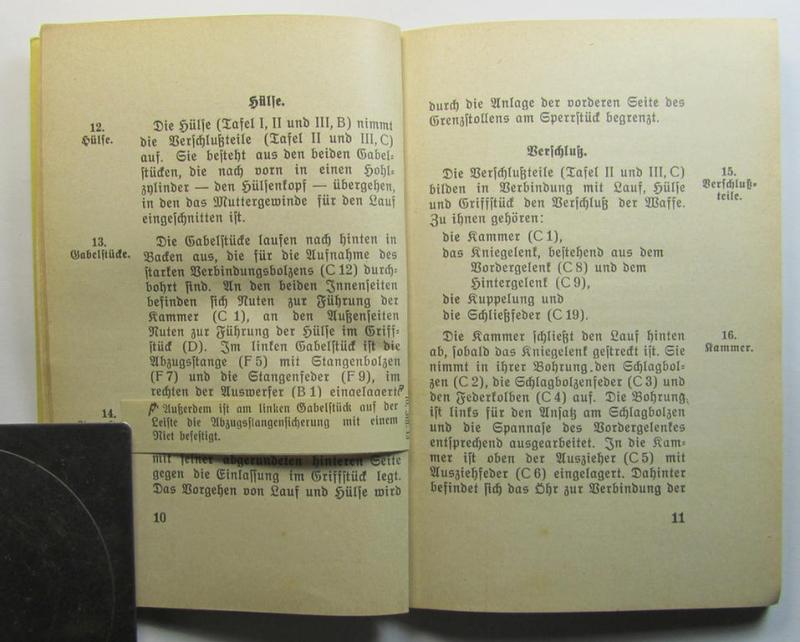 Hülse.
12.
Hülse.
Die Hülse (Tafel I, II und III, B) nimmt
die Verschlußteile (Tafel II und III, C)
auf. Sie besteht aus den beiden Gabel=
stücken, die nach vorn in einen Hohl=
zylinder — den Hülsenkopf — übergehen,
in den das Muttergewinde für den Lauf
eingeschnitten ist.
13.
Gabelstücke.
Die Gabelstücke laufen nach hinten in
Backen aus, die für die Aufnahme des
starken Verbindungsbolzens (C 12) durch=
bohrt sind. An den beiden Innenseiten
befinden sich Nuten zur Führung der
Kammer (C 1), an den Außenseiten
Nuten zur Führung der Hülse im Griff=
stück (D). Im linken Gabelstück ist die
Abzugsstange (F 5) mit Stangenbolzen
(F 7) und die Stangenfeder (F 9), im
rechten der Auswerfer (B 1) eingelagert.
14.
Außerdem ist am linken Gabelstück auf der
Leiste die Abzugsstangensicherung mit einem
Niet befestigt.
mit seiner abgerundeten hinteren Seite
gegen die Einlassung im Griffstück legt.
Das Vorgehen von Lauf und Hülse wird
10
durch die Anlage der vorderen Seite des
Grenzstollens am Sperrstück begrenzt.
Verschluß.
15.
Verschluß=
teile.
Die Verschlußteile (Tafel II und III, C)
bilden in Verbindung mit Lauf, Hülse
und Griffstück den Verschluß der Waffe.
Zu ihnen gehören:
die Kammer (C 1),
das Kniegelenk, bestehend aus dem
Vordergelenk (C 8) und dem
Hintergelenk (C 9),
die Kuppelung und
die Schließfeder (C 19).
16.
Kammer.
Die Kammer schließt den Lauf hinten
ab, sobald das Kniegelenk gestreckt ist. Sie
nimmt in ihrer Bohrung den Schlagbol=
zen (C 2), die Schlagbolzenfeder (C 3) und
den Federkolben (C 4) auf. Die Bohrung
ist links für den Ansatz am Schlagbolzen
und die Spannase des Vordergelenkes
entsprechend ausgearbeitet. In die Kam=
mer ist oben der Auszieher (C 5) mit
Ausziehfeder (C 6) eingelagert. Dahinter
befindet sich das Öhr zur Verbindung der
11